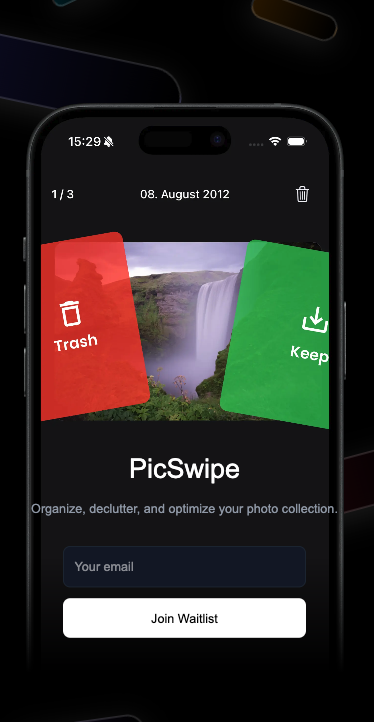 15:29
1 / 3
08. August 2012
Trash
Keep
PicSwipe
Organize, declutter, and optimize your photo collection.
Your email
Join Waitlist